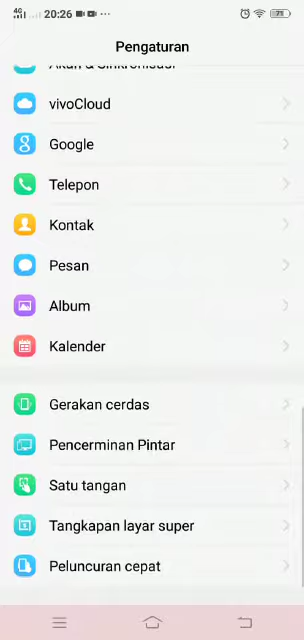 4G
20:26
Pengaturan
Akun & Sinkronisasi
vivoCloud
Google
Telepon
Kontak
Pesan
Album
Kalender
Gerakan cerdas
Pencerminan Pintar
Satu tangan
Tangkapan layar super
Peluncuran cepat